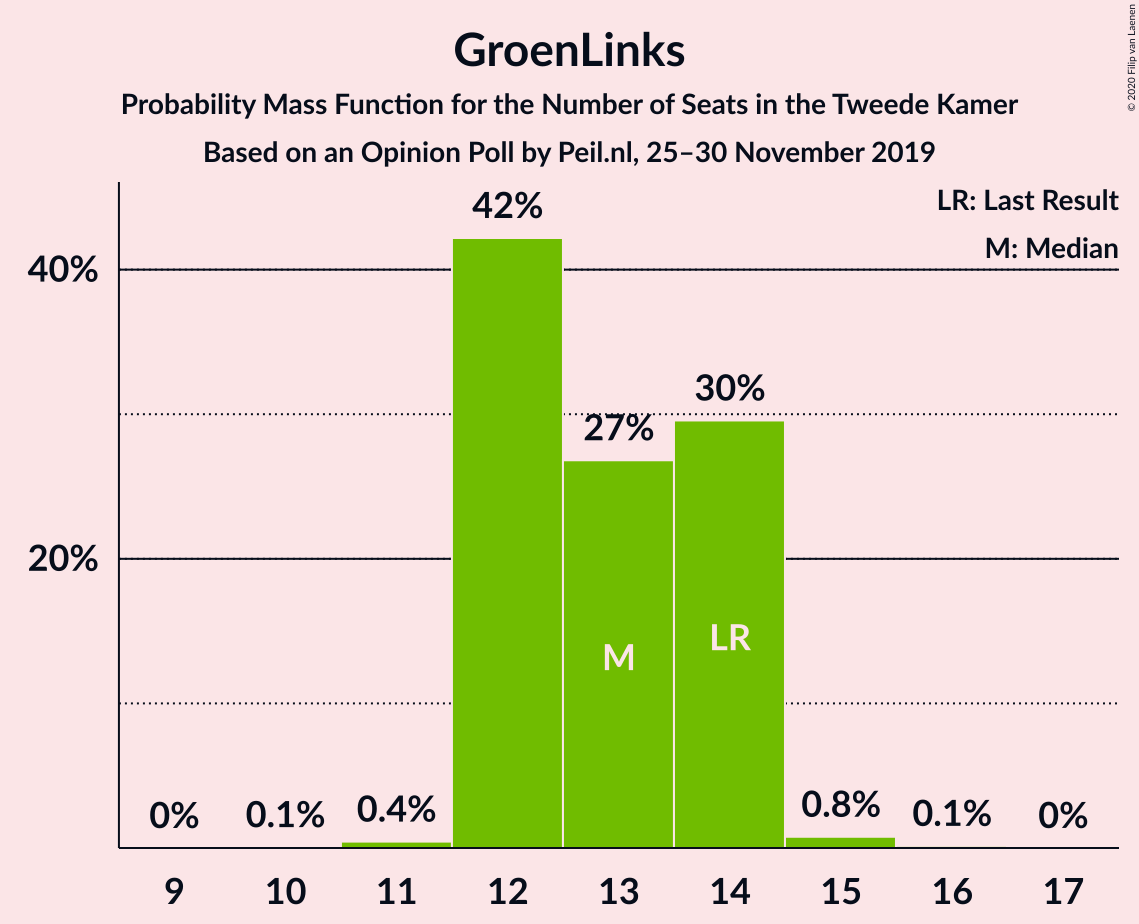 © 2020 Filip van Laenen
GroenLinks
Probability Mass Function for the Number of Seats in the Tweede Kamer
Based on an Opinion Poll by Peil.nl, 25–30 November 2019
LR: Last Result
M: Median
40%
20%
0%
0.1%
0.4%
42%
27%
30%
0.8%
0.1%
0%
M
LR
9 10 11 12 13 14 15 16 17